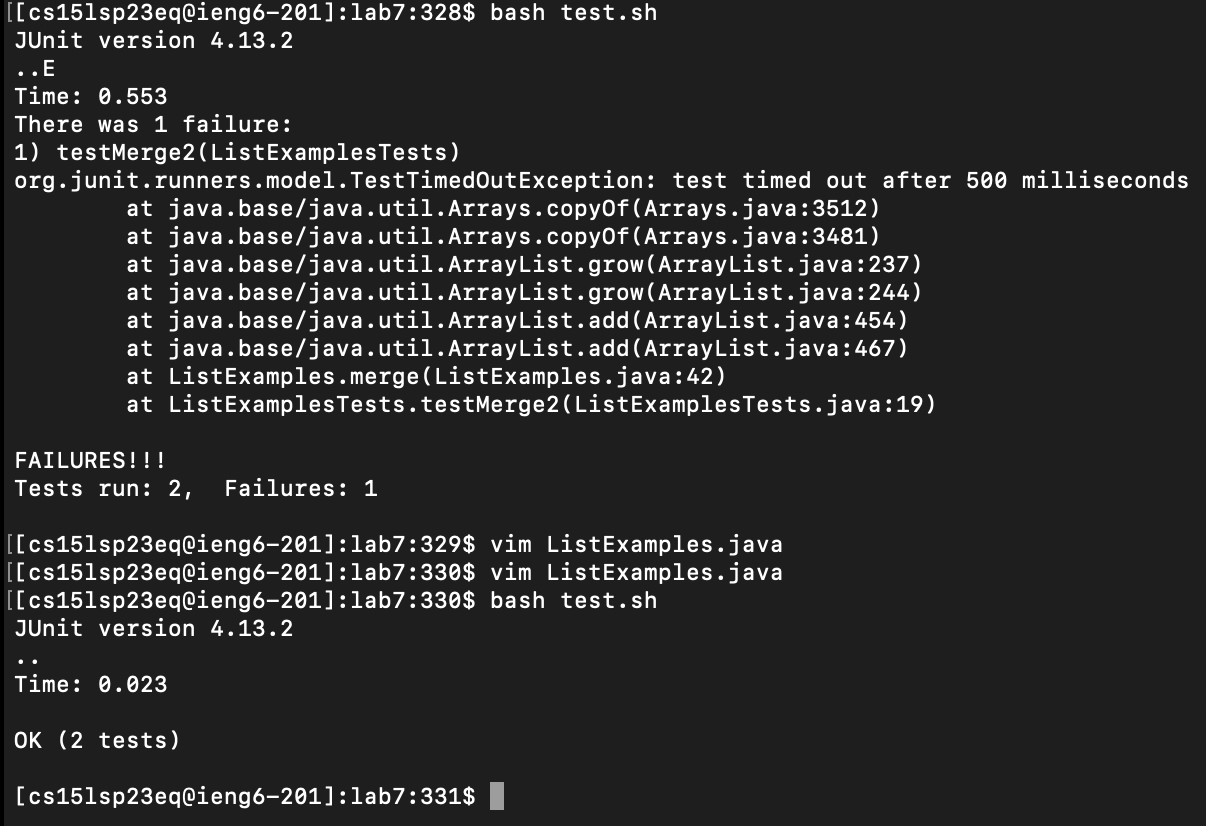 [[cs15lsp23eq@ieng6-201]:lab7:328$ bash test.sh
JUnit version 4.13.2
..E
Time: 0.553
There was 1 failure:
1) testMerge2(ListExamplesTests)
org.junit.runners.model.TestTimedOutException: test timed out after 500 milliseconds
        at java.base/java.util.Arrays.copyOf(Arrays.java:3512)
        at java.base/java.util.Arrays.copyOf(Arrays.java:3481)
        at java.base/java.util.ArrayList.grow(ArrayList.java:237)
        at java.base/java.util.ArrayList.grow(ArrayList.java:244)
        at java.base/java.util.ArrayList.add(ArrayList.java:454)
        at java.base/java.util.ArrayList.add(ArrayList.java:467)
        at ListExamples.merge(ListExamples.java:42)
        at ListExamplesTests.testMerge2(ListExamplesTests.java:19)

FAILURES!!!
Tests run: 2,  Failures: 1

[[cs15lsp23eq@ieng6-201]:lab7:329$ vim ListExamples.java
[[cs15lsp23eq@ieng6-201]:lab7:330$ vim ListExamples.java
[[cs15lsp23eq@ieng6-201]:lab7:330$ bash test.sh
JUnit version 4.13.2
..
Time: 0.023

OK (2 tests)

[cs15lsp23eq@ieng6-201]:lab7:331$